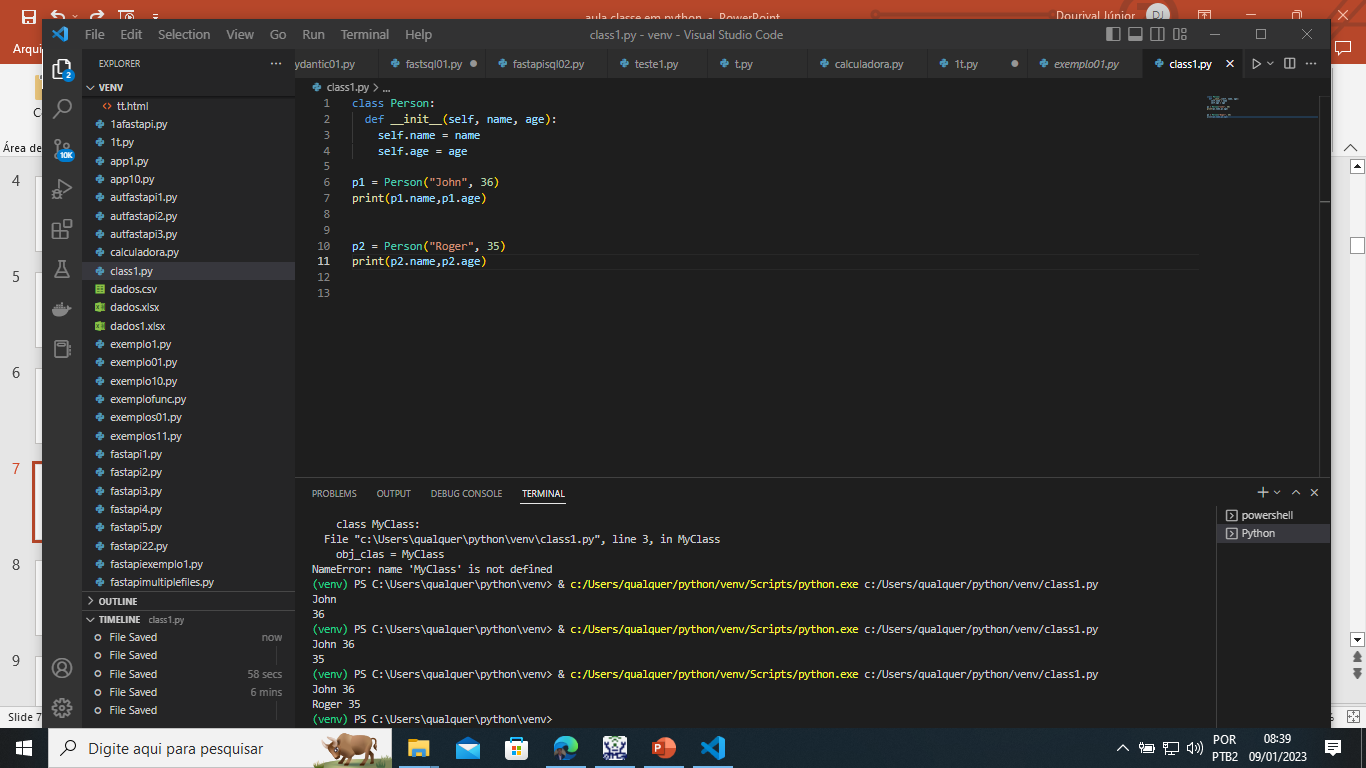 aula classe em python - PowerPoint
Dourival Júnior
DJ
File Edit Selection View Go Run Terminal Help
class1.py - venv - Visual Studio Code
Arqui
EXPLORER
ydantic01.py
fastsql01.py
fastapisql02.py
teste1.py
t.py
calculadora.py
1t.py
exemplo01.py
class1.py
2
10K
Área de
4
5
6
7
8
9
Slide 7
VENV
tt.html
1afastapi.py
1t.py
app1.py
app10.py
autfastapi1.py
autfastapi2.py
autfastapi3.py
calculadora.py
class1.py
dados.csv
dados.xlsx
dados1.xlsx
exemplo1.py
exemplo01.py
exemplo10.py
exemplofunc.py
exemplos01.py
exemplos11.py
fastapi1.py
fastapi2.py
fastapi3.py
fastapi4.py
fastapi5.py
fastapi22.py
fastapiexemplo1.py
fastapimultiplefiles.py
OUTLINE
TIMELINE class1.py
File Saved now
File Saved
File Saved 58 secs
File Saved 6 mins
File Saved
class1.py > ...
1 class Person:
2 def __init__(self, name, age):
3 self.name = name
4 self.age = age
5
6 p1 = Person("John", 36)
7 print(p1.name,p1.age)
8
9
10 p2 = Person("Roger", 35)
11 print(p2.name,p2.age)
12
13
PROBLEMS OUTPUT DEBUG CONSOLE TERMINAL
powershell
Python
class MyClass:
File "c:\Users\qualquer\python\venv\class1.py", line 3, in MyClass
obj_clas = MyClass
NameError: name 'MyClass' is not defined
(venv) PS C:\Users\qualquer\python\venv> & c:/Users/qualquer/python/venv/Scripts/python.exe c:/Users/qualquer/python/venv/class1.py
John
36
(venv) PS C:\Users\qualquer\python\venv> & c:/Users/qualquer/python/venv/Scripts/python.exe c:/Users/qualquer/python/venv/class1.py
John 36
35
(venv) PS C:\Users\qualquer\python\venv> & c:/Users/qualquer/python/venv/Scripts/python.exe c:/Users/qualquer/python/venv/class1.py
John 36
Roger 35
(venv) PS C:\Users\qualquer\python\venv>
Digite aqui para pesquisar
POR
PTB2
08:39
09/01/2023